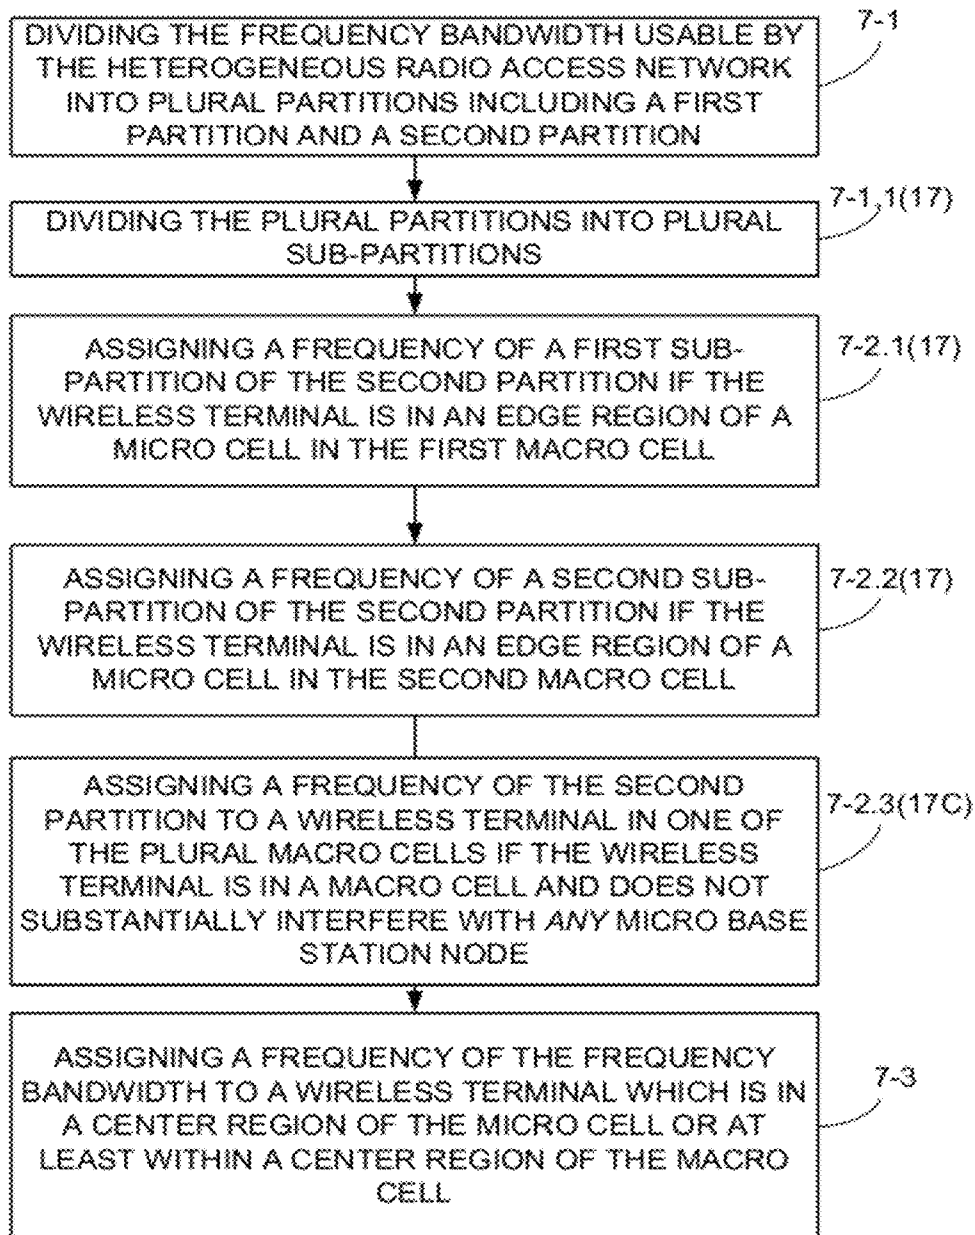 7-1
DIVIDING THE FREQUENCY BANDWIDTH USABLE BY
THE HETEROGENEOUS RADIO ACCESS NETWORK
INTO PLURAL PARTITIONS INCLUDING A FIRST
PARTITION AND A SECOND PARTITION
7-1.1(17)
DIVIDING THE PLURAL PARTITIONS INTO PLURAL
SUB-PARTITIONS
7-2.1(17)
ASSIGNING A FREQUENCY OF A FIRST SUB-
PARTITION OF THE SECOND PARTITION IF THE
WIRELESS TERMINAL IS IN AN EDGE REGION OF A
MICRO CELL IN THE FIRST MACRO CELL
7-2.2(17)
ASSIGNING A FREQUENCY OF A SECOND SUB-
PARTITION OF THE SECOND PARTITION IF THE
WIRELESS TERMINAL IS IN AN EDGE REGION OF A
MICRO CELL IN THE SECOND MACRO CELL
7-2.3(17C)
ASSIGNING A FREQUENCY OF THE SECOND
PARTITION TO A WIRELESS TERMINAL IN ONE OF
THE PLURAL MACRO CELLS IF THE WIRELESS
TERMINAL IS IN A MACRO CELL AND DOES NOT
SUBSTANTIALLY INTERFERE WITH ANY MICRO BASE
STATION NODE
7-3
ASSIGNING A FREQUENCY OF THE FREQUENCY
BANDWIDTH TO A WIRELESS TERMINAL WHICH IS IN
A CENTER REGION OF THE MICRO CELL OR AT
LEAST WITHIN A CENTER REGION OF THE MACRO
CELL